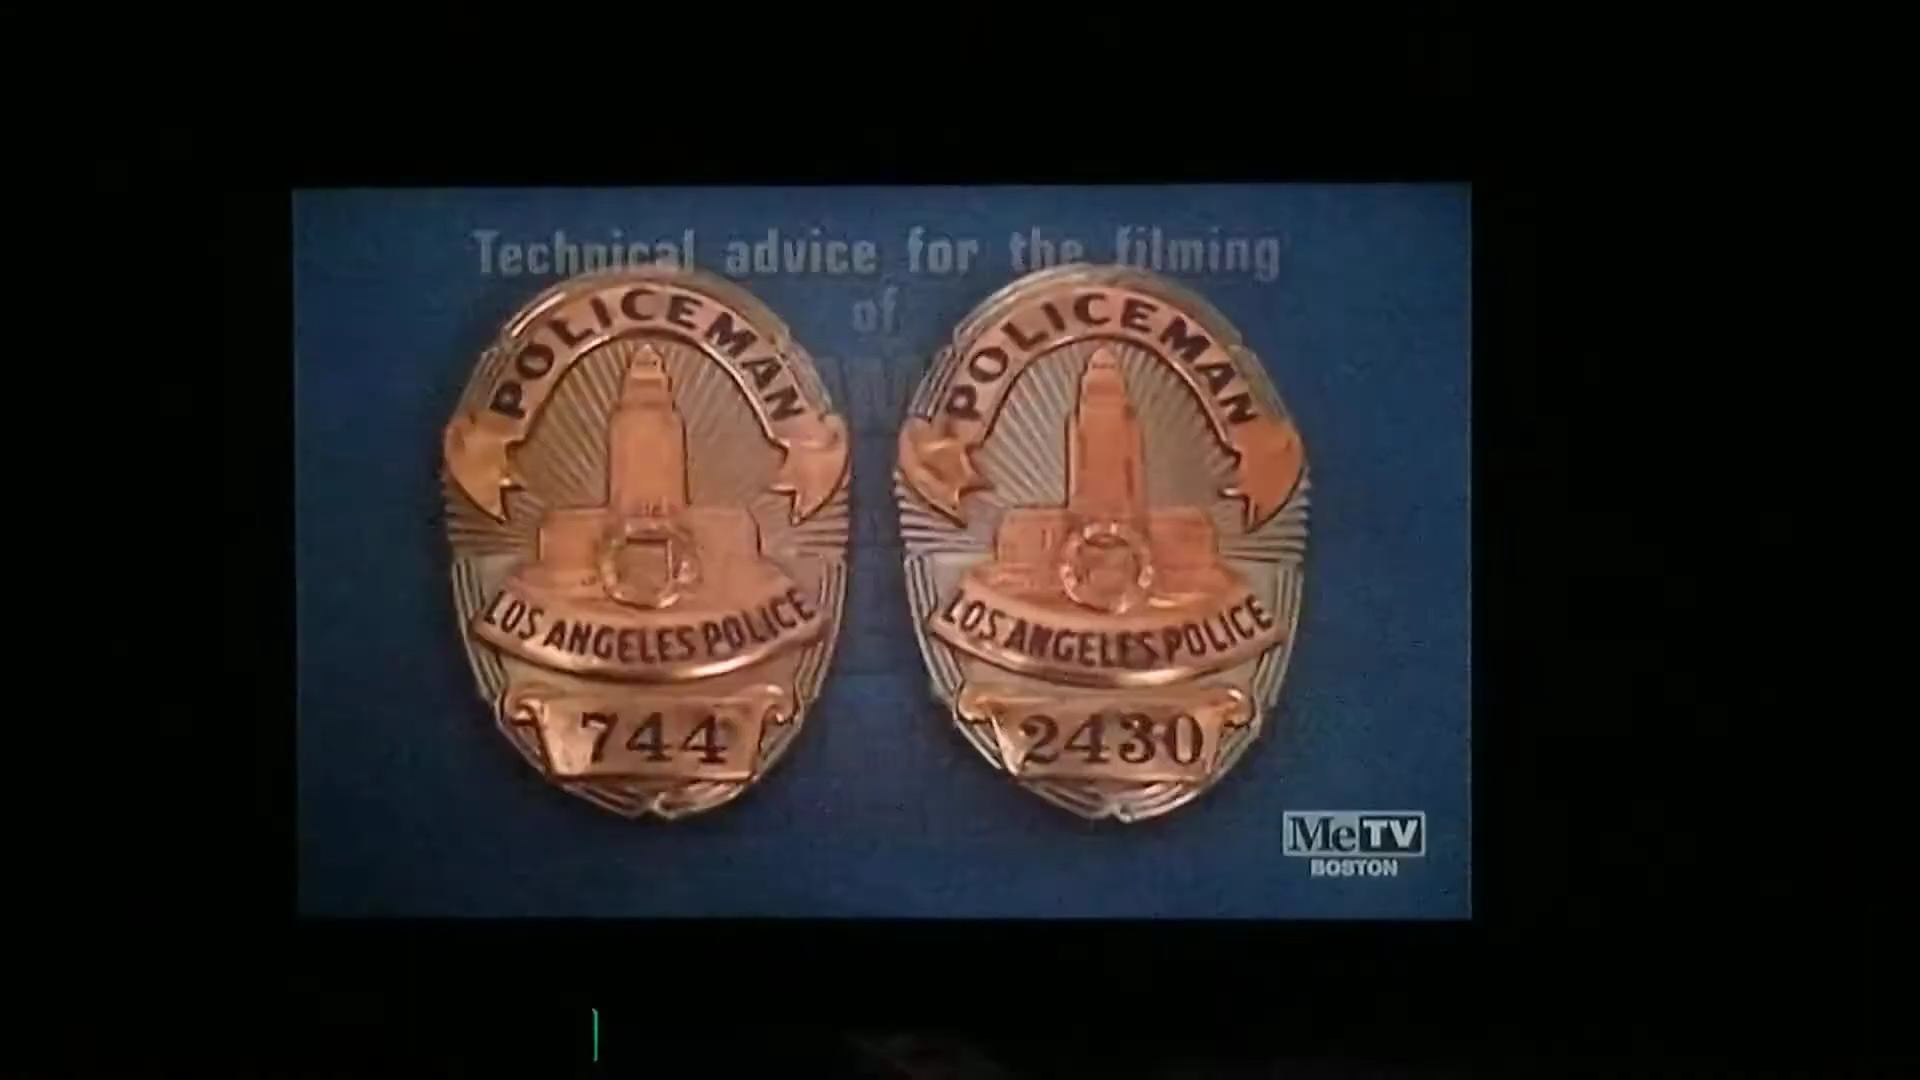 Technical advice for the filming
of
POLICEMAN
LOS ANGELES POLICE
744
POLICEMAN
LOS ANGELES POLICE
2430
MeTV
BOSTON